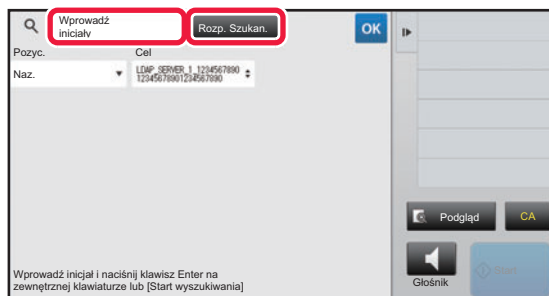 Wprowadź
iniciały
Rozp. Szukan.
OK
Pozyc.
Cel
Naz.
LDAP_SERVER_1_1234567890
12345678901234567890
Podgląd
CA
Głośnik
Start
Wprowadź inicjał i naciśnij klawisz Enter na
zewnętrznej klawiaturze lub [Start wyszukiwania]